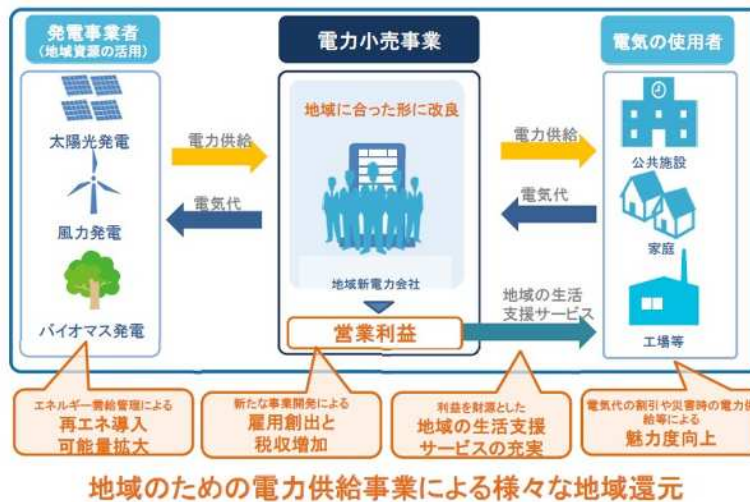 発電事業者
(地域資源の活用)
太陽光発電
風力発電
バイオマス発電
電力供給
電気代
電力小売事業
地域に合った形に改良
地域新電力会社
営業利益
電力供給
電気代
地域の生活
支援サービス
電気の使用者
公共施設
家庭
工場等
エネルギー需給管理による
再エネ導入
可能量拡大
新たな事業開発による
雇用創出と
税収増加
利益を財源とした
地域の生活支援
サービスの充実
電気代の割引や災害時の電力供
給等による
魅力度向上
地域のための電力供給事業による様々な地域還元